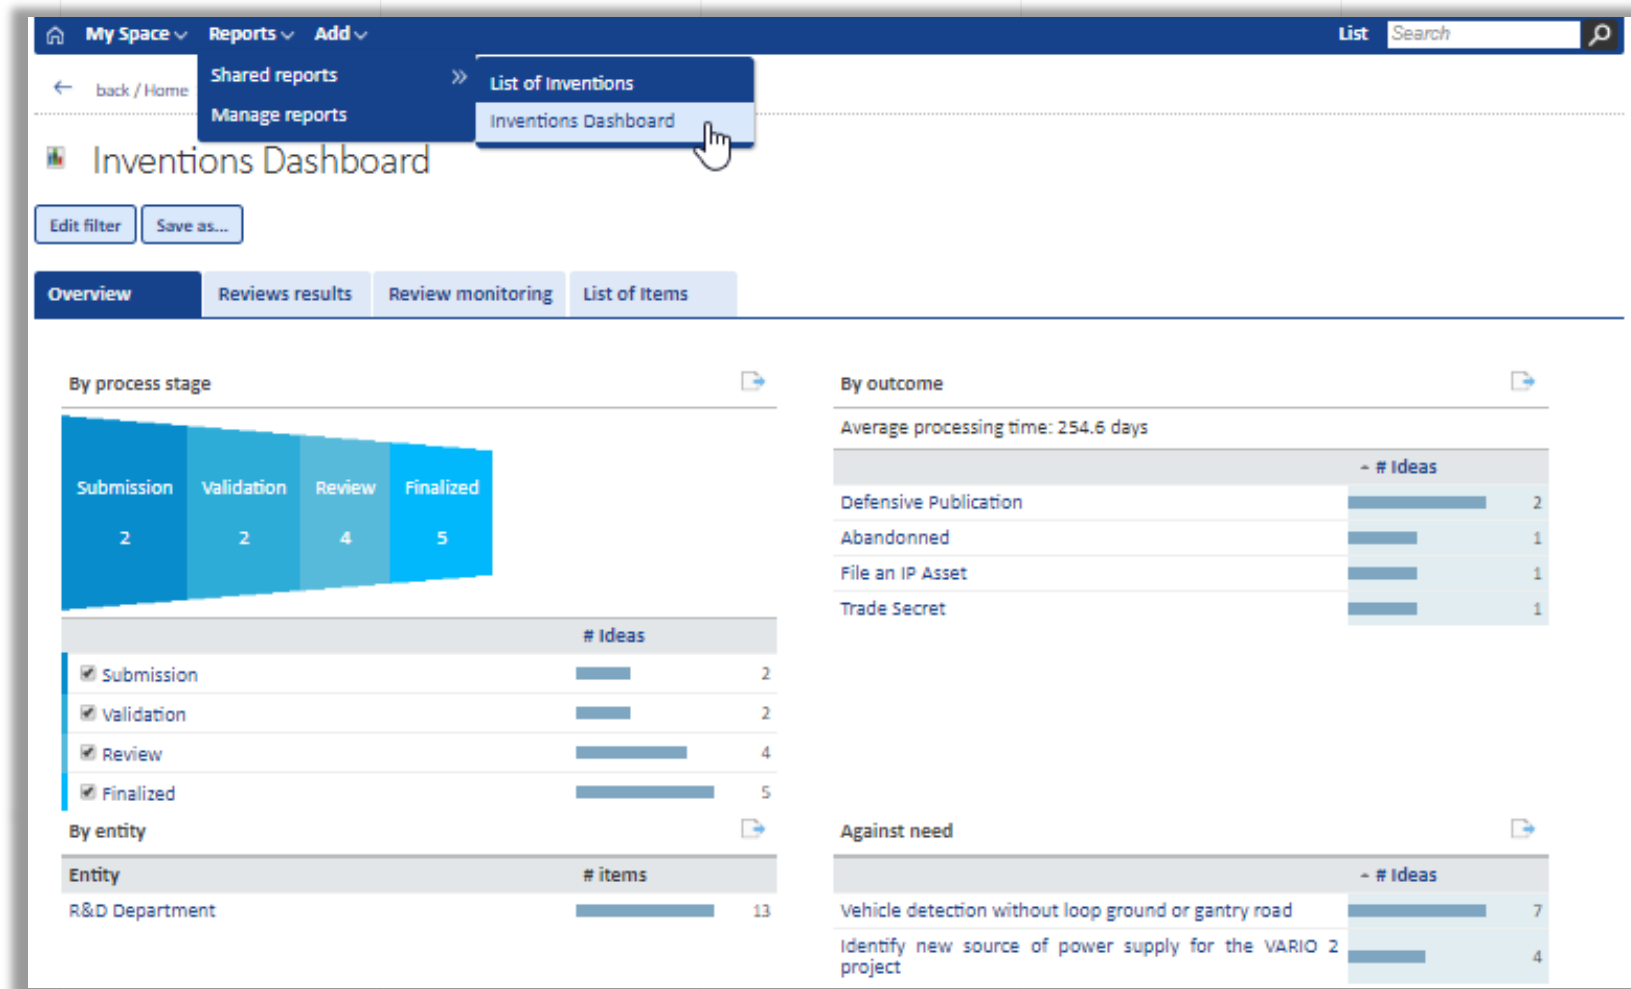 My Space Reports Add List Search
Shared reports » List of Inventions
back / Home
Manage reports Inventions Dashboard
Inventions Dashboard
Edit filter Save as...
Overview Reviews results Review monitoring List of Items
By process stage
Submission Validation Review Finalized
2 2 4 5
# Ideas
Submission 2
Validation 2
Review 4
Finalized 5
By outcome
Average processing time: 254.6 days
# Ideas
Defensive Publication 2
Abandonned 1
File an IP Asset 1
Trade Secret 1
By entity
Entity # items
R&D Department 13
Against need
# Ideas
Vehicle detection without loop ground or gantry road 7
Identify new source of power supply for the VARIO 2
project 4